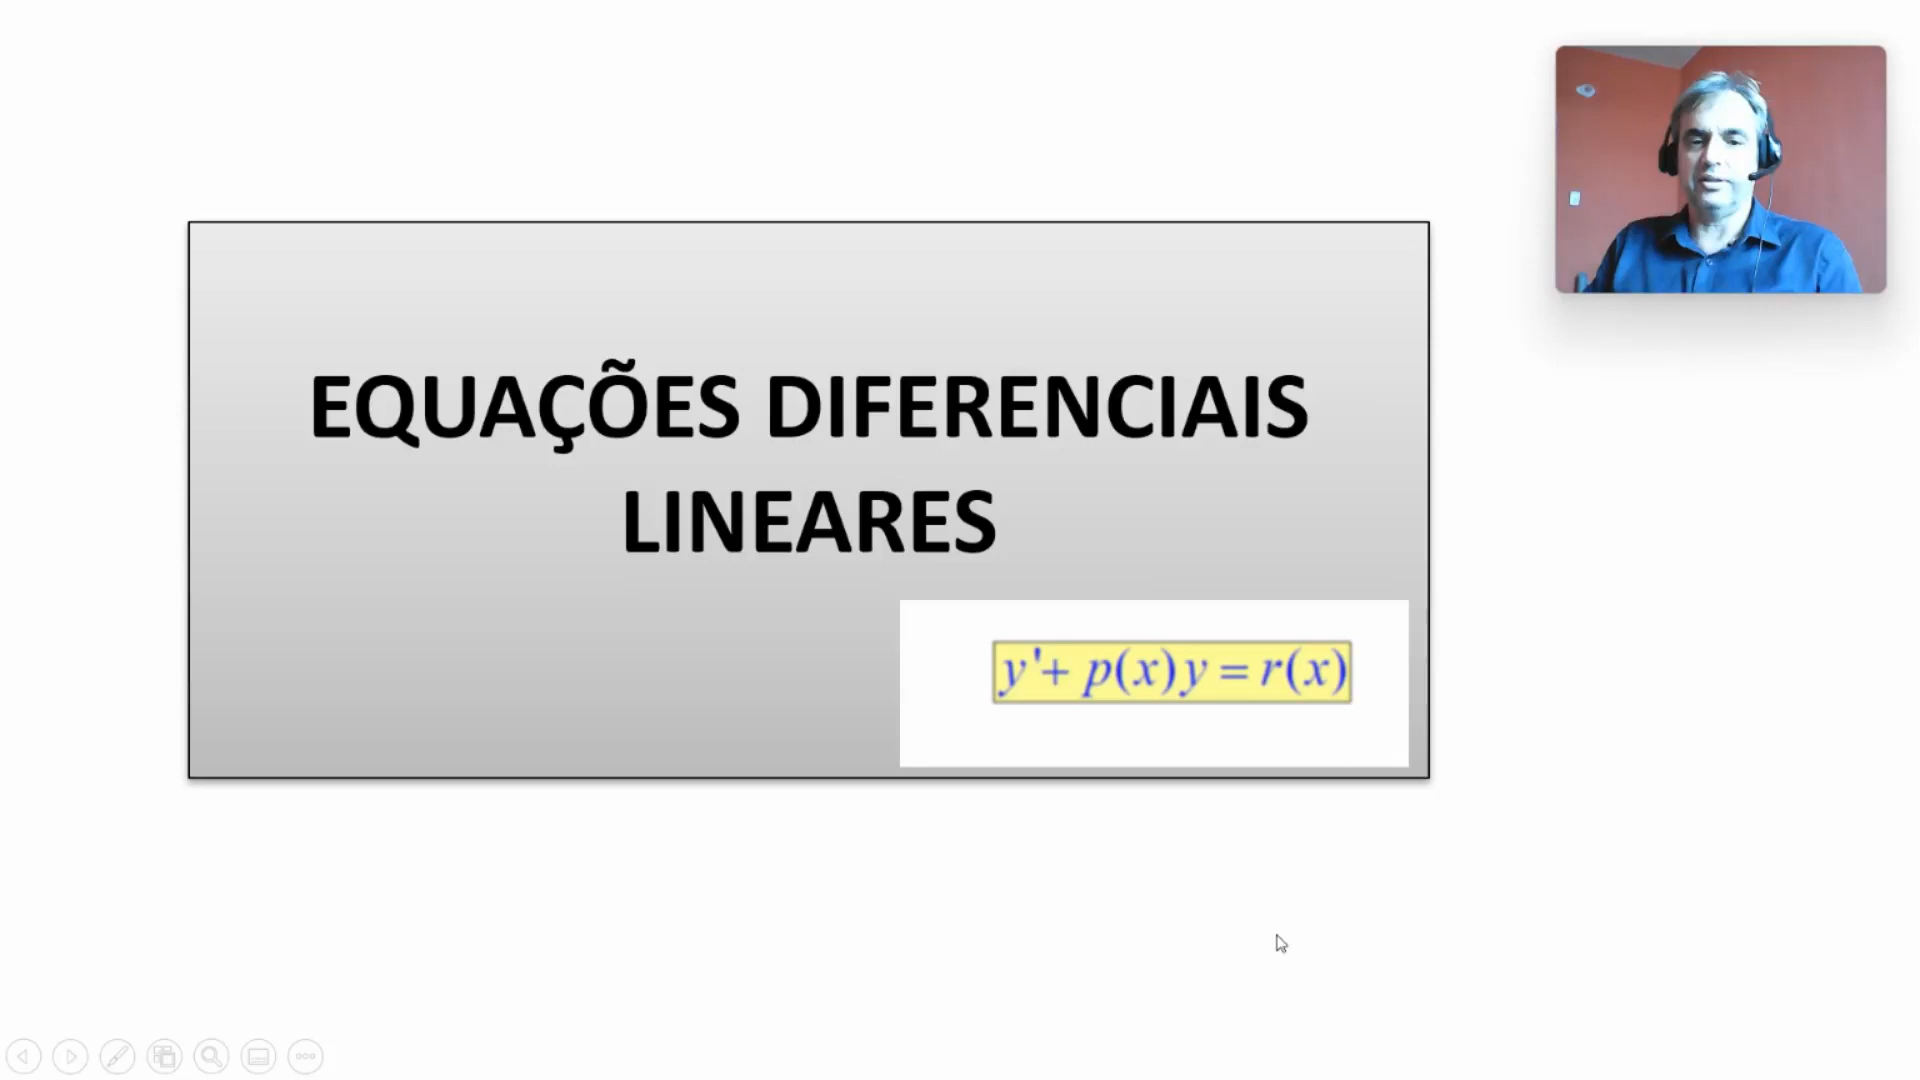 EQUAÇÕES DIFERENCIAIS
LINEARES
y'+ p(x)y = r(x)